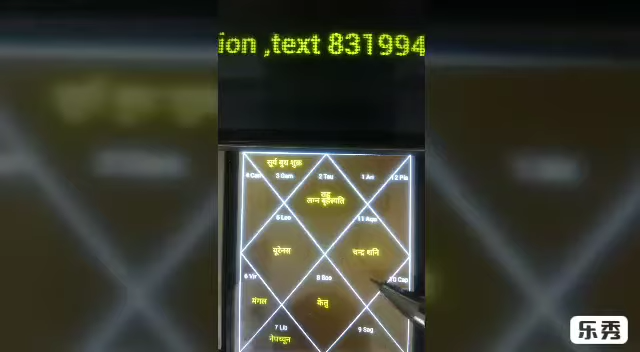 ion ,text 831994
सूर्य बुध शुक्र
4 Can 3 Gem 2 Tau 1 Ari 12 Pis
राहु
लग्न बृहस्पति
5 Leo 11 Aqu
यूरेनस चन्द्र शनि
6 Vir 8 Sco 10 Cap
मंगल केतु
7 Lib 9 Sag
नेपच्यून
乐秀